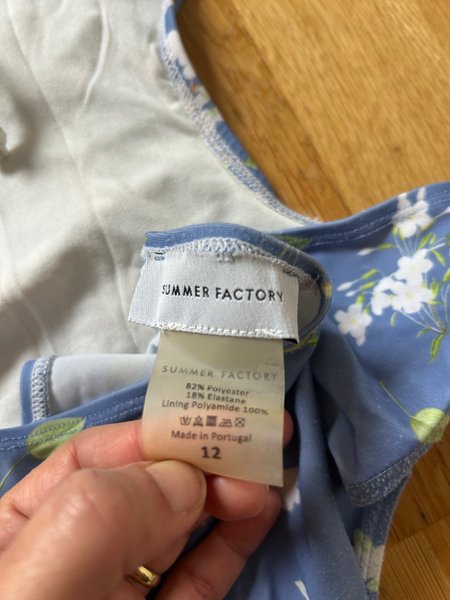 SUMMER FACTORY
SUMMER FACTORY
82% Polyester
18% Elastane
Lining Polyamide 100%
Made in Portugal
12